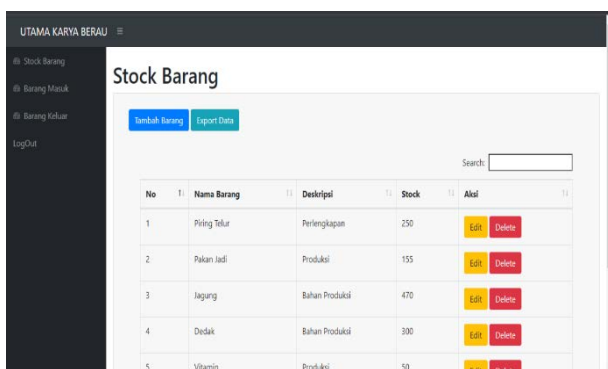 UTAMA KARYA BERAU
Stock Barang
Barang Masuk
Barang Keluar
LogOut
Stock Barang
Tambah Barang Export Data
Search:
No Nama Barang Deskripsi Stock Aksi
1 Piring Telur Perlengkapan 250 Edit Delete
2 Pakan Jadi Produksi 155 Edit Delete
3 Jagung Bahan Produksi 470 Edit Delete
4 Dedak Bahan Produksi 300 Edit Delete
5 Vitamin Produksi 50